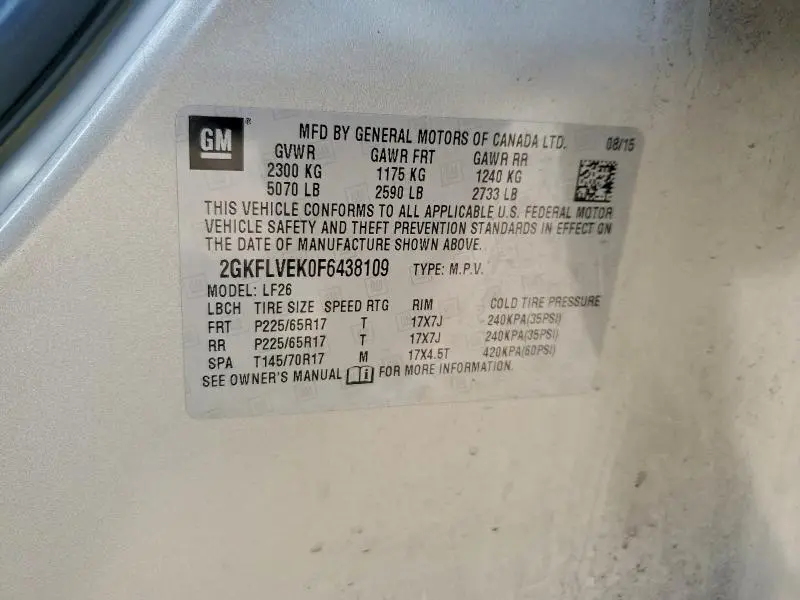 GM ®
MFD BY GENERAL MOTORS OF CANADA LTD. 08/15
GVWR GAWR FRT GAWR RR
2300 KG 1175 KG 1240 KG
5070 LB 2590 LB 2733 LB
THIS VEHICLE CONFORMS TO ALL APPLICABLE U.S. FEDERAL MOTOR
VEHICLE SAFETY AND THEFT PREVENTION STANDARDS IN EFFECT ON
THE DATE OF MANUFACTURE SHOWN ABOVE.
2GKFLVEK0F6438109 TYPE: M.P.V.
MODEL: LF26
LBCH TIRE SIZE SPEED RTG RIM COLD TIRE PRESSURE
FRT P225/65R17 T 17X7J 240KPA(35PSI)
RR P225/65R17 T 17X7J 240KPA(35PSI)
SPA T145/70R17 M 17X4.5T 420KPA(60PSI)
SEE OWNER'S MANUAL i FOR MORE INFORMATION.